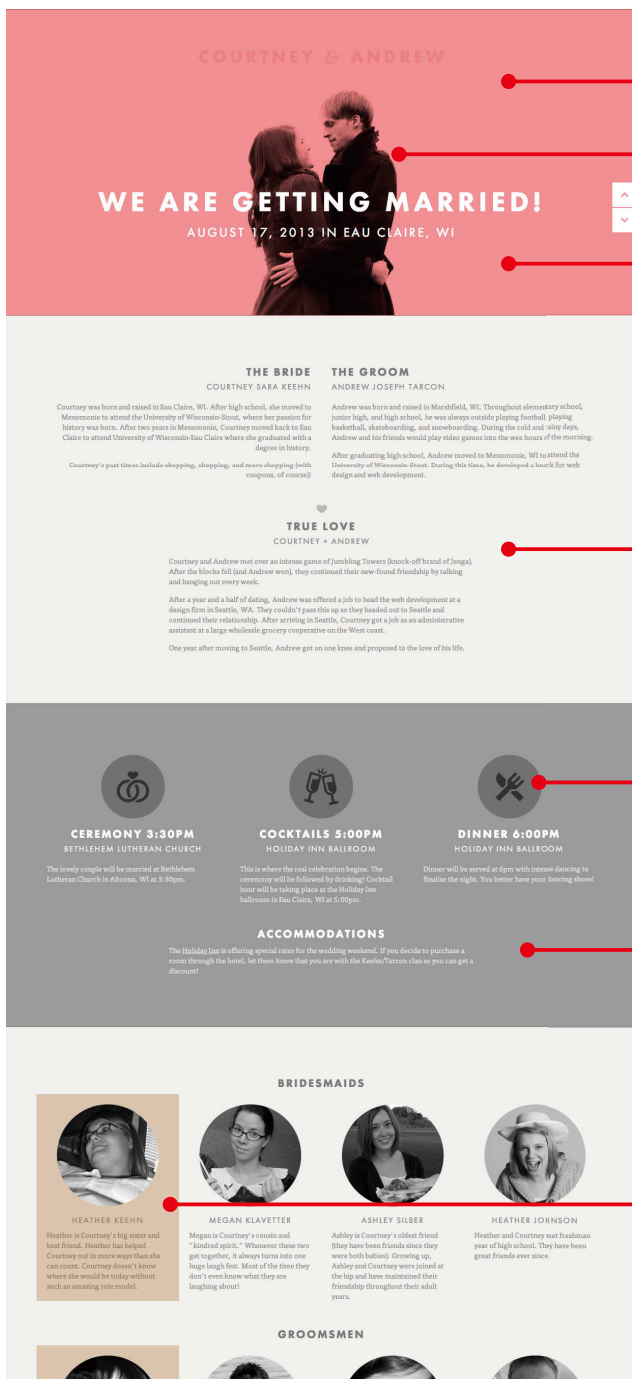 COURTNEY & ANDREW
WE ARE GETTING MARRIED!
AUGUST 17, 2013 IN EAU CLAIRE, WI
THE BRIDE
COURTNEY SARA KEEHN
Courtney was born and raised in Eau Claire, WI. After high school, she moved to
Menomonie to attend the University of Wisconsin-Stout, where her passion for
history was born. After two years in Menomonie, Courtney moved back to Eau
Claire to attend University of Wisconsin-Eau Claire where she graduated with a
degree in history.
Courtney's past times include shopping, shopping, and more shopping (with
coupons, of course)!
THE GROOM
ANDREW JOSEPH TARCON
Andrew was born and raised in Marshfield, WI. Throughout elementary school,
junior high, and high school, he was always outside playing football, playing
basketball, skateboarding, and snowboarding. During the cold and rainy days,
Andrew and his friends would play video games into the wee hours of the morning.
After graduating high school, Andrew moved to Menomonie, WI to attend the
University of Wisconsin-Stout. During this time, he developed a knack for web
design and web development.
TRUE LOVE
COURTNEY + ANDREW
Courtney and Andrew met over an intense game of Jumbling Towers (knock-off brand of Jenga).
After the blocks fell (and Andrew won), they continued their new-found friendship by talking
and hanging out every week.
After a year and a half of dating, Andrew was offered a job to head the web development at a
design firm in Seattle, WA. They couldn't pass this up so they headed out to Seattle and
continued their relationship. After arriving in Seattle, Courtney got a job as an administrative
assistant at a large wholesale grocery cooperative on the West coast.
One year after moving to Seattle, Andrew got on one knee and proposed to the love of his life.
CEREMONY 3:30PM
BETHLEHEM LUTHERAN CHURCH
The lovely couple will be married at Bethlehem
Lutheran Church in Altoona, WI at 3:30pm.
COCKTAILS 5:00PM
HOLIDAY INN BALLROOM
This is where the real celebration begins. The
ceremony will be followed by drinking! Cocktail
hour will be taking place at the Holiday Inn
ballroom in Eau Claire, WI at 5:00pm.
DINNER 6:00PM
HOLIDAY INN BALLROOM
Dinner will be served at 6pm with intense dancing to
finalize the night. You better have your dancing shoes!
ACCOMMODATIONS
The Holiday Inn is offering special rates for the wedding weekend. If you decide to purchase a
room through the hotel, let them know that you are with the Keehn/Tarcon clan so you can get a
discount!
BRIDESMAIDS
HEATHER KEEHN
Heather is Courtney's big sister and
best friend. Heather has helped
Courtney out in more ways than she
can count. Courtney doesn't know
where she would be today without
such an amazing role model.
MEGAN KLAVETTER
Megan is Courtney's cousin and
"kindred spirit." Whenever these two
get together, it always turns into one
huge laugh fest. Most of the time they
don't even know what they are
laughing about!
ASHLEY SILBER
Ashley is Courtney's oldest friend
(they have been friends since they
were both babies). Growing up,
Ashley and Courtney were joined at
the hip and have maintained their
friendship throughout their adult
years.
HEATHER JOHNSON
Heather and Courtney met freshman
year of high school. They have been
great friends ever since.
GROOMSMEN